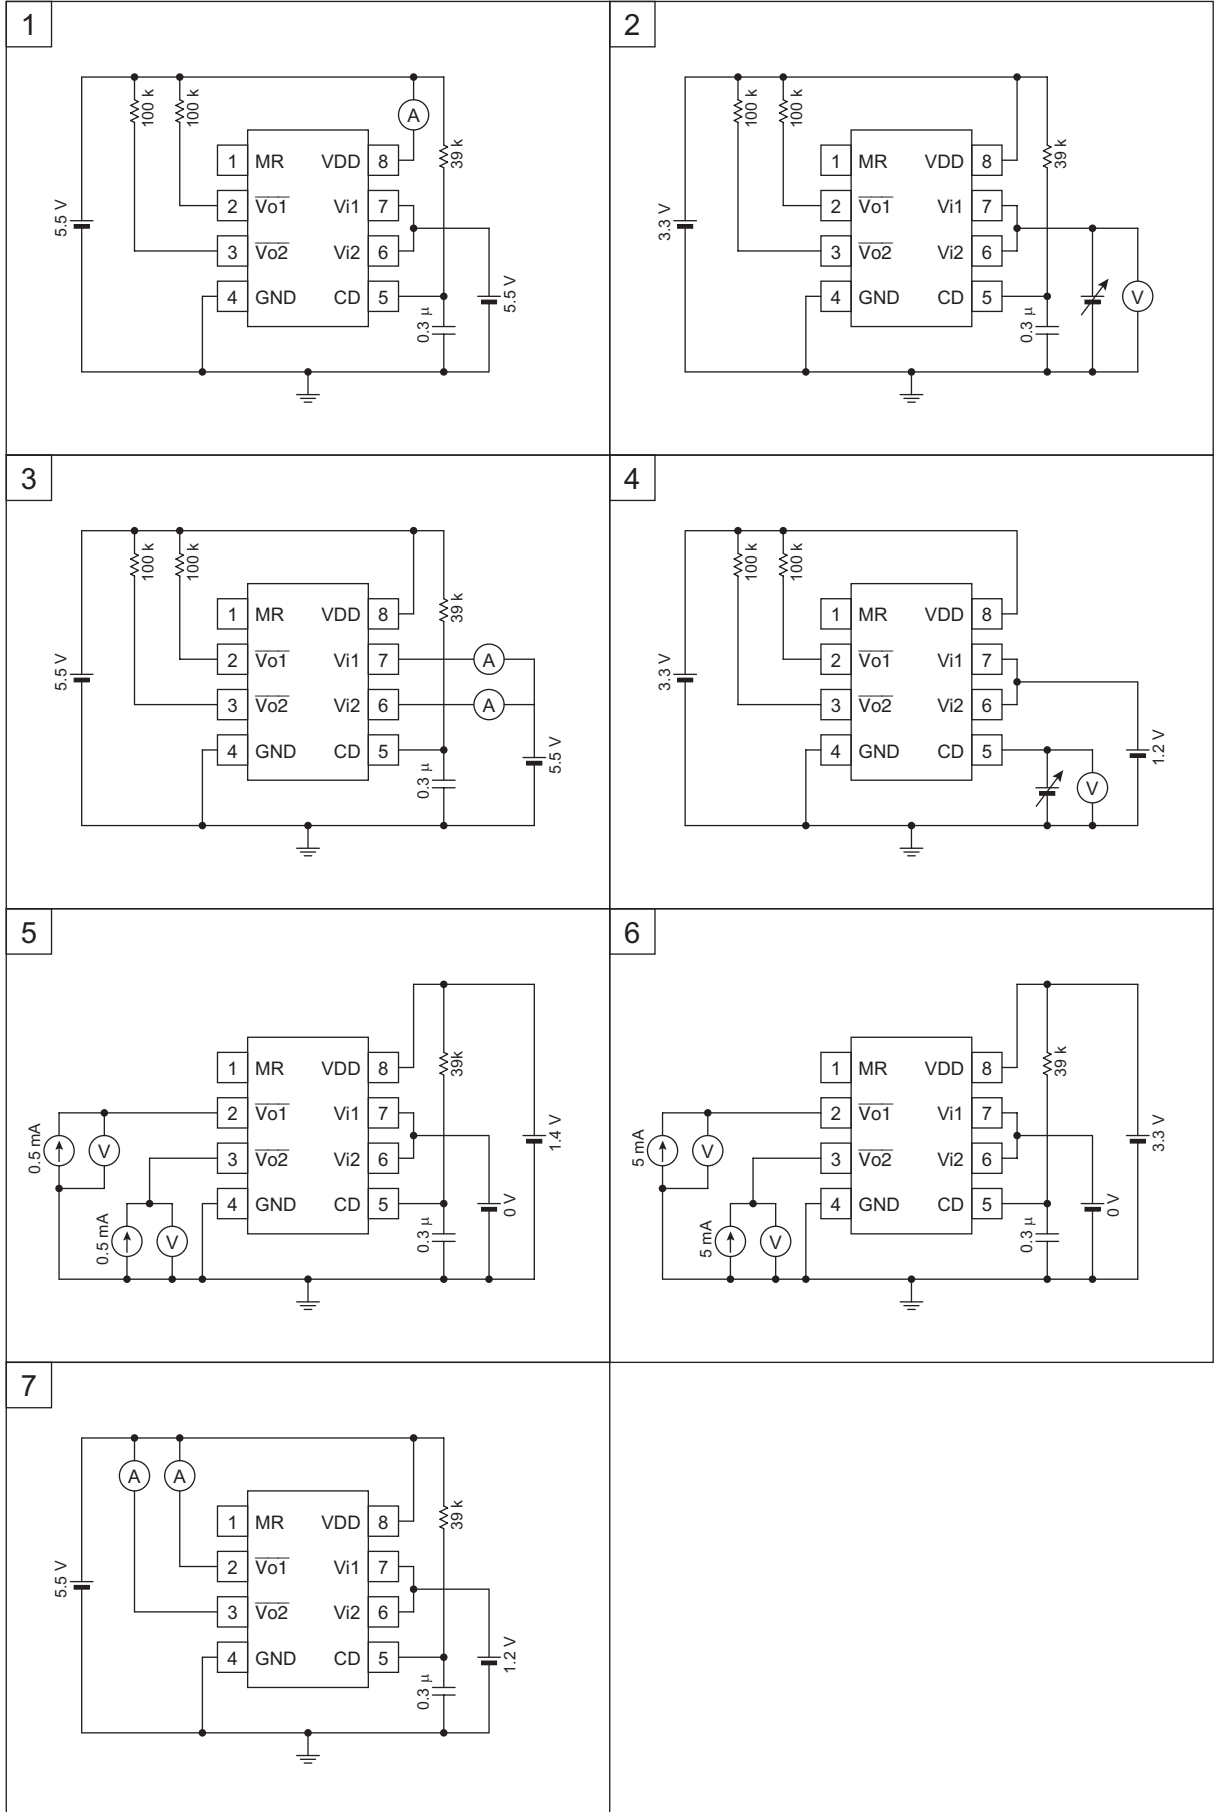 1
100 k
100 k
A
39 k
1 MR VDD 8
2 Vo1 Vi1 7
3 Vo2 Vi2 6
4 GND CD 5
5.5 V
0.3 μ
5.5 V
2
100 k
100 k
39 k
1 MR VDD 8
2 Vo1 Vi1 7
3 Vo2 Vi2 6
4 GND CD 5
3.3 V
0.3 μ
V
3
100 k
100 k
39 k
1 MR VDD 8
2 Vo1 Vi1 7
A
3 Vo2 Vi2 6
A
4 GND CD 5
5.5 V
0.3 μ
5.5 V
4
100 k
100 k
1 MR VDD 8
2 Vo1 Vi1 7
3 Vo2 Vi2 6
4 GND CD 5
3.3 V
V
1.2 V
5
39k
1 MR VDD 8
2 Vo1 Vi1 7
3 Vo2 Vi2 6
4 GND CD 5
0.5 mA
V
0.5 mA
V
0.3 μ
0 V
1.4 V
6
39 k
1 MR VDD 8
2 Vo1 Vi1 7
3 Vo2 Vi2 6
4 GND CD 5
5 mA
V
5 mA
V
0.3 μ
0 V
3.3 V
7
A
A
39 k
1 MR VDD 8
2 Vo1 Vi1 7
3 Vo2 Vi2 6
4 GND CD 5
5.5 V
0.3 μ
1.2 V